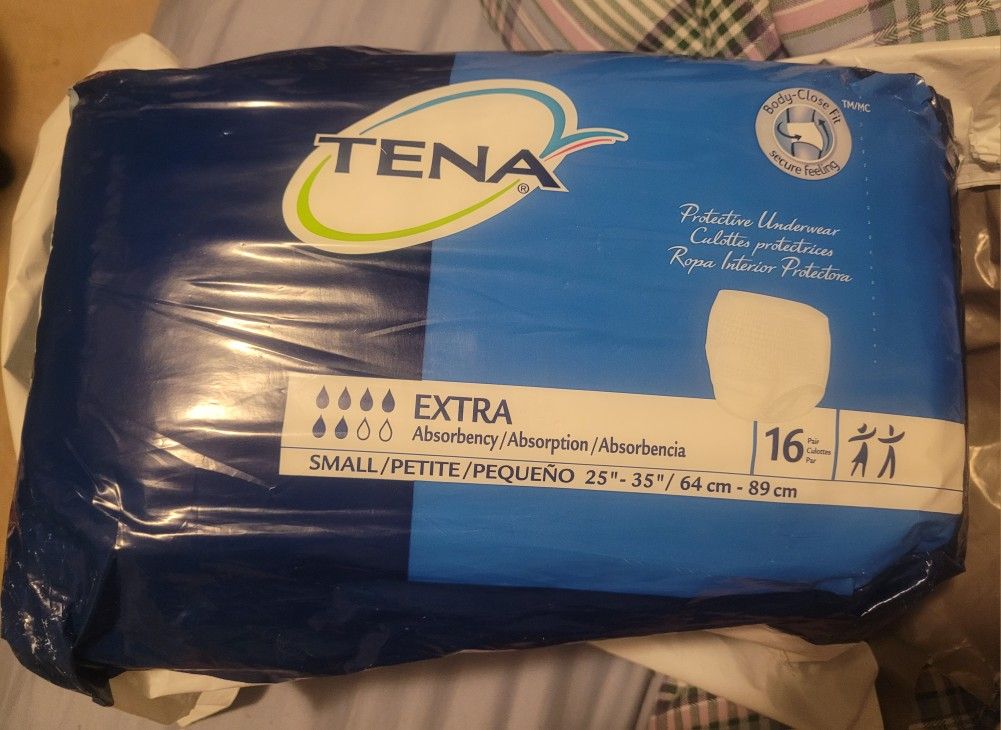 TENA®
Body-Close Fit
secure feeling
TM/MC
Protective Underwear
Culottes protectrices
Ropa Interior Protectora
EXTRA
Absorbency/Absorption/Absorbencia
16
Pair
Culottes
Par
SMALL/PETITE/PEQUEÑO 25"- 35"/ 64 cm - 89 cm